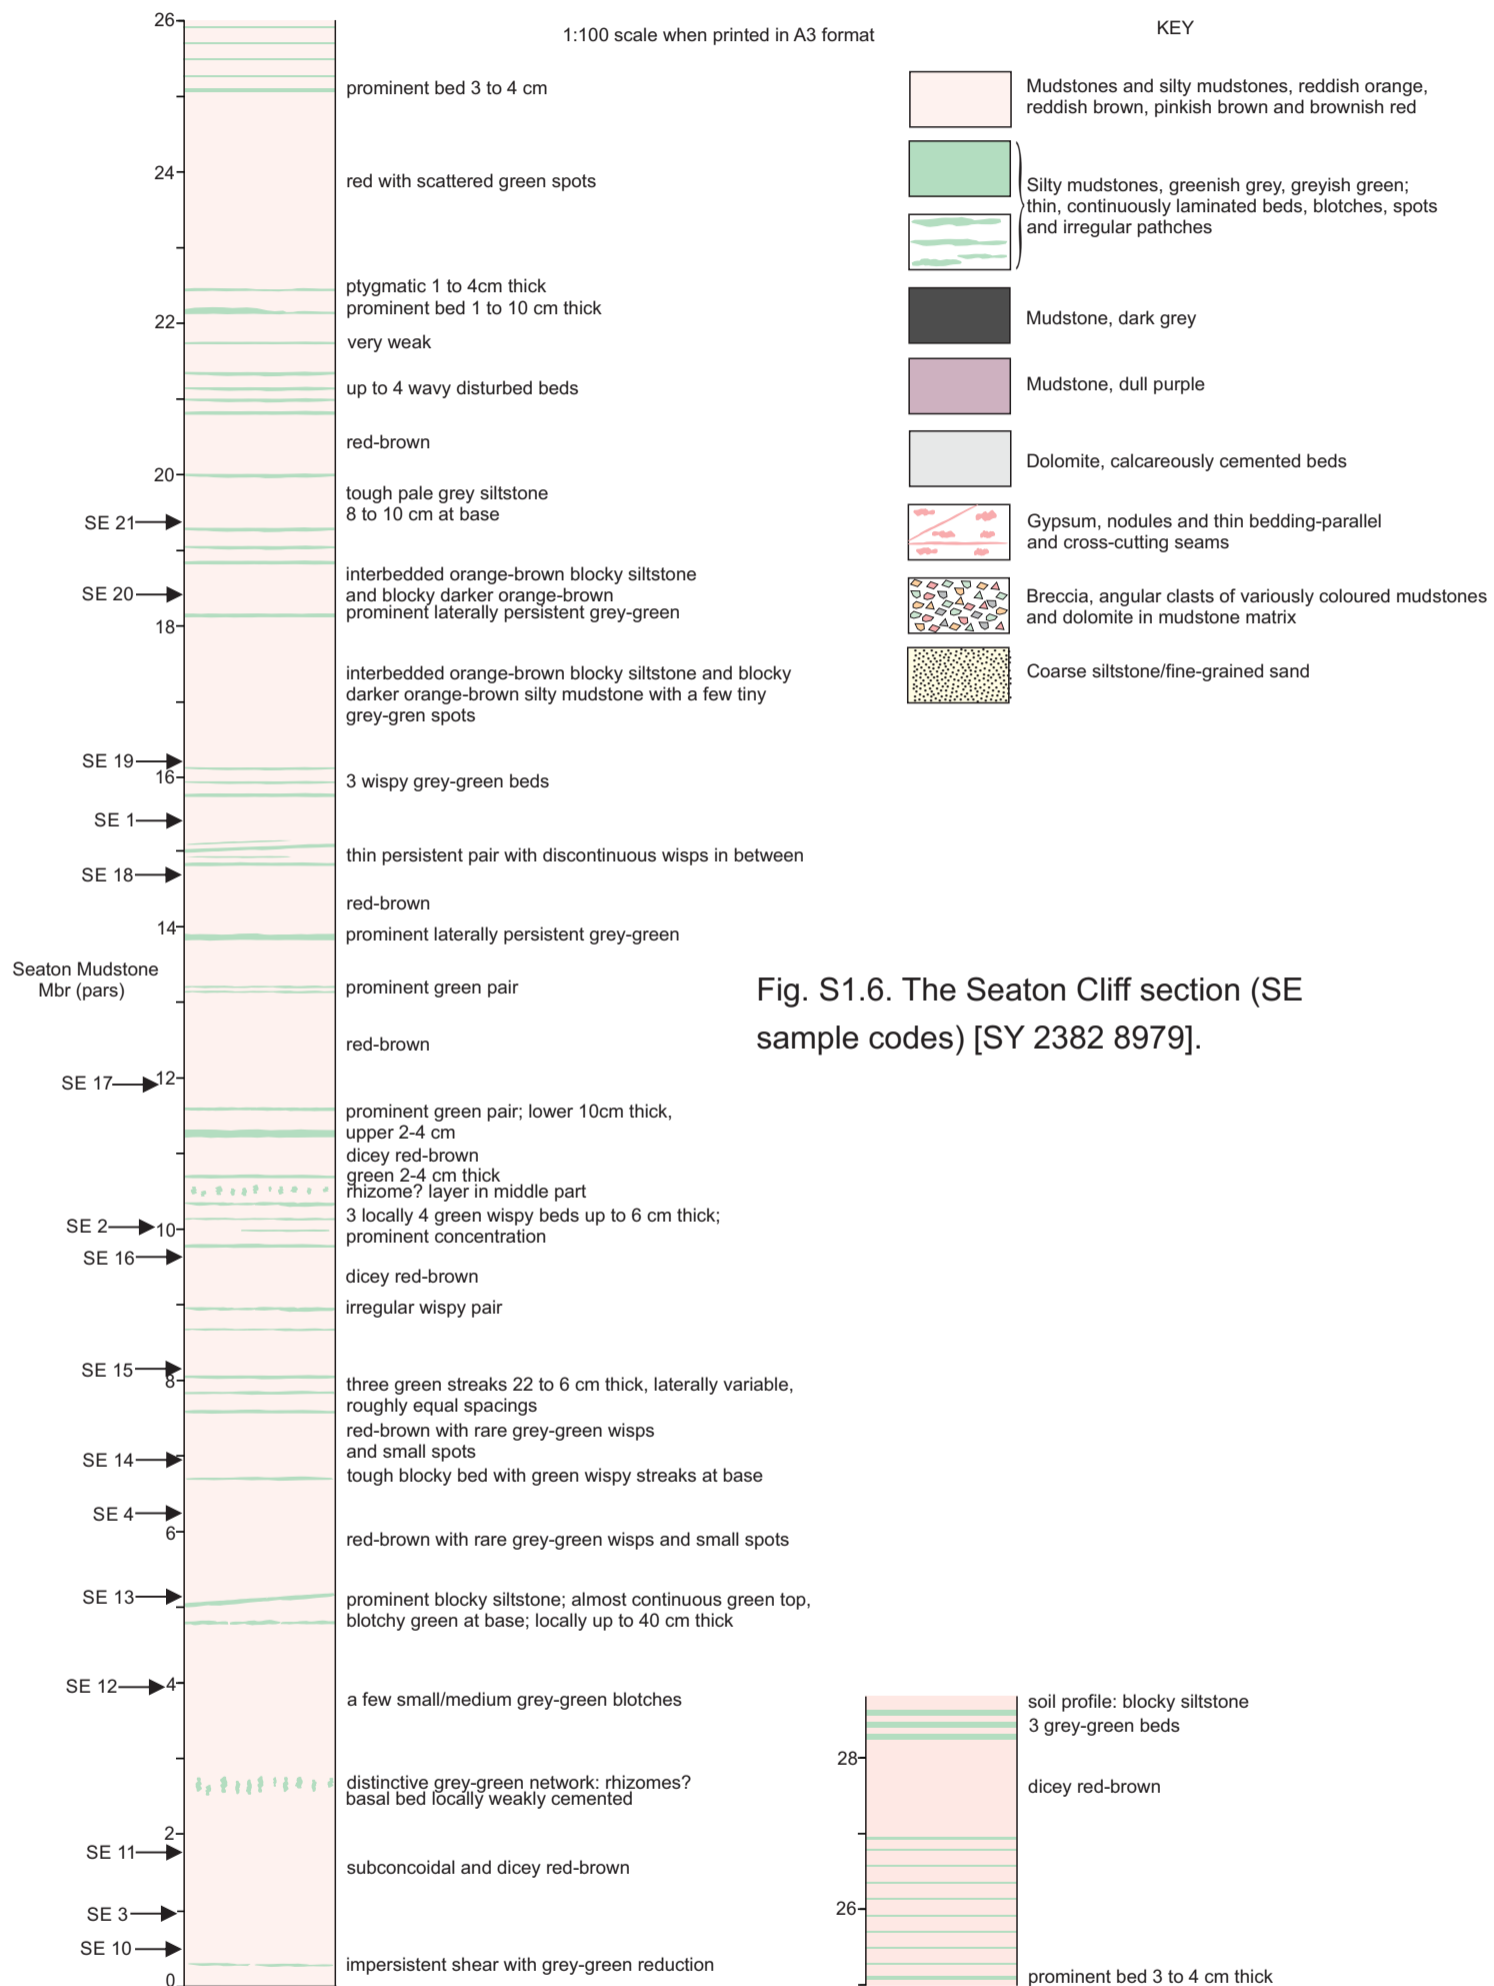 1:100 scale when printed in A3 format
KEY
26
prominent bed 3 to 4 cm
24
red with scattered green spots
ptygmatic 1 to 4cm thick
prominent bed 1 to 10 cm thick
22
very weak
up to 4 wavy disturbed beds
red-brown
20
tough pale grey siltstone
8 to 10 cm at base
SE 21
interbedded orange-brown blocky siltstone
and blocky darker orange-brown
SE 20
prominent laterally persistent grey-green
18
interbedded orange-brown blocky siltstone and blocky
darker orange-brown silty mudstone with a few tiny
grey-gren spots
SE 19
16
3 wispy grey-green beds
SE 1
thin persistent pair with discontinuous wisps in between
SE 18
red-brown
14
prominent laterally persistent grey-green
Seaton Mudstone
Mbr (pars)
prominent green pair
red-brown
SE 17
12
prominent green pair; lower 10cm thick,
upper 2-4 cm
dicey red-brown
green 2-4 cm thick
rhizome? layer in middle part
3 locally 4 green wispy beds up to 6 cm thick;
prominent concentration
SE 2
10
SE 16
dicey red-brown
irregular wispy pair
SE 15
8
three green streaks 22 to 6 cm thick, laterally variable,
roughly equal spacings
red-brown with rare grey-green wisps
and small spots
SE 14
tough blocky bed with green wispy streaks at base
SE 4
6
red-brown with rare grey-green wisps and small spots
SE 13
prominent blocky siltstone; almost continuous green top,
blotchy green at base; locally up to 40 cm thick
SE 12
4
a few small/medium grey-green blotches
distinctive grey-green network: rhizomes?
basal bed locally weakly cemented
2
SE 11
subconcoidal and dicey red-brown
SE 3
SE 10
impersistent shear with grey-green reduction
0
Mudstones and silty mudstones, reddish orange,
reddish brown, pinkish brown and brownish red
Silty mudstones, greenish grey, greyish green;
thin, continuously laminated beds, blotches, spots
and irregular pathches
Mudstone, dark grey
Mudstone, dull purple
Dolomite, calcareously cemented beds
Gypsum, nodules and thin bedding-parallel
and cross-cutting seams
Breccia, angular clasts of variously coloured mudstones
and dolomite in mudstone matrix
Coarse siltstone/fine-grained sand
Fig. S1.6. The Seaton Cliff section (SE
sample codes) [SY 2382 8979].
soil profile: blocky siltstone
3 grey-green beds
28
dicey red-brown
26
prominent bed 3 to 4 cm thick